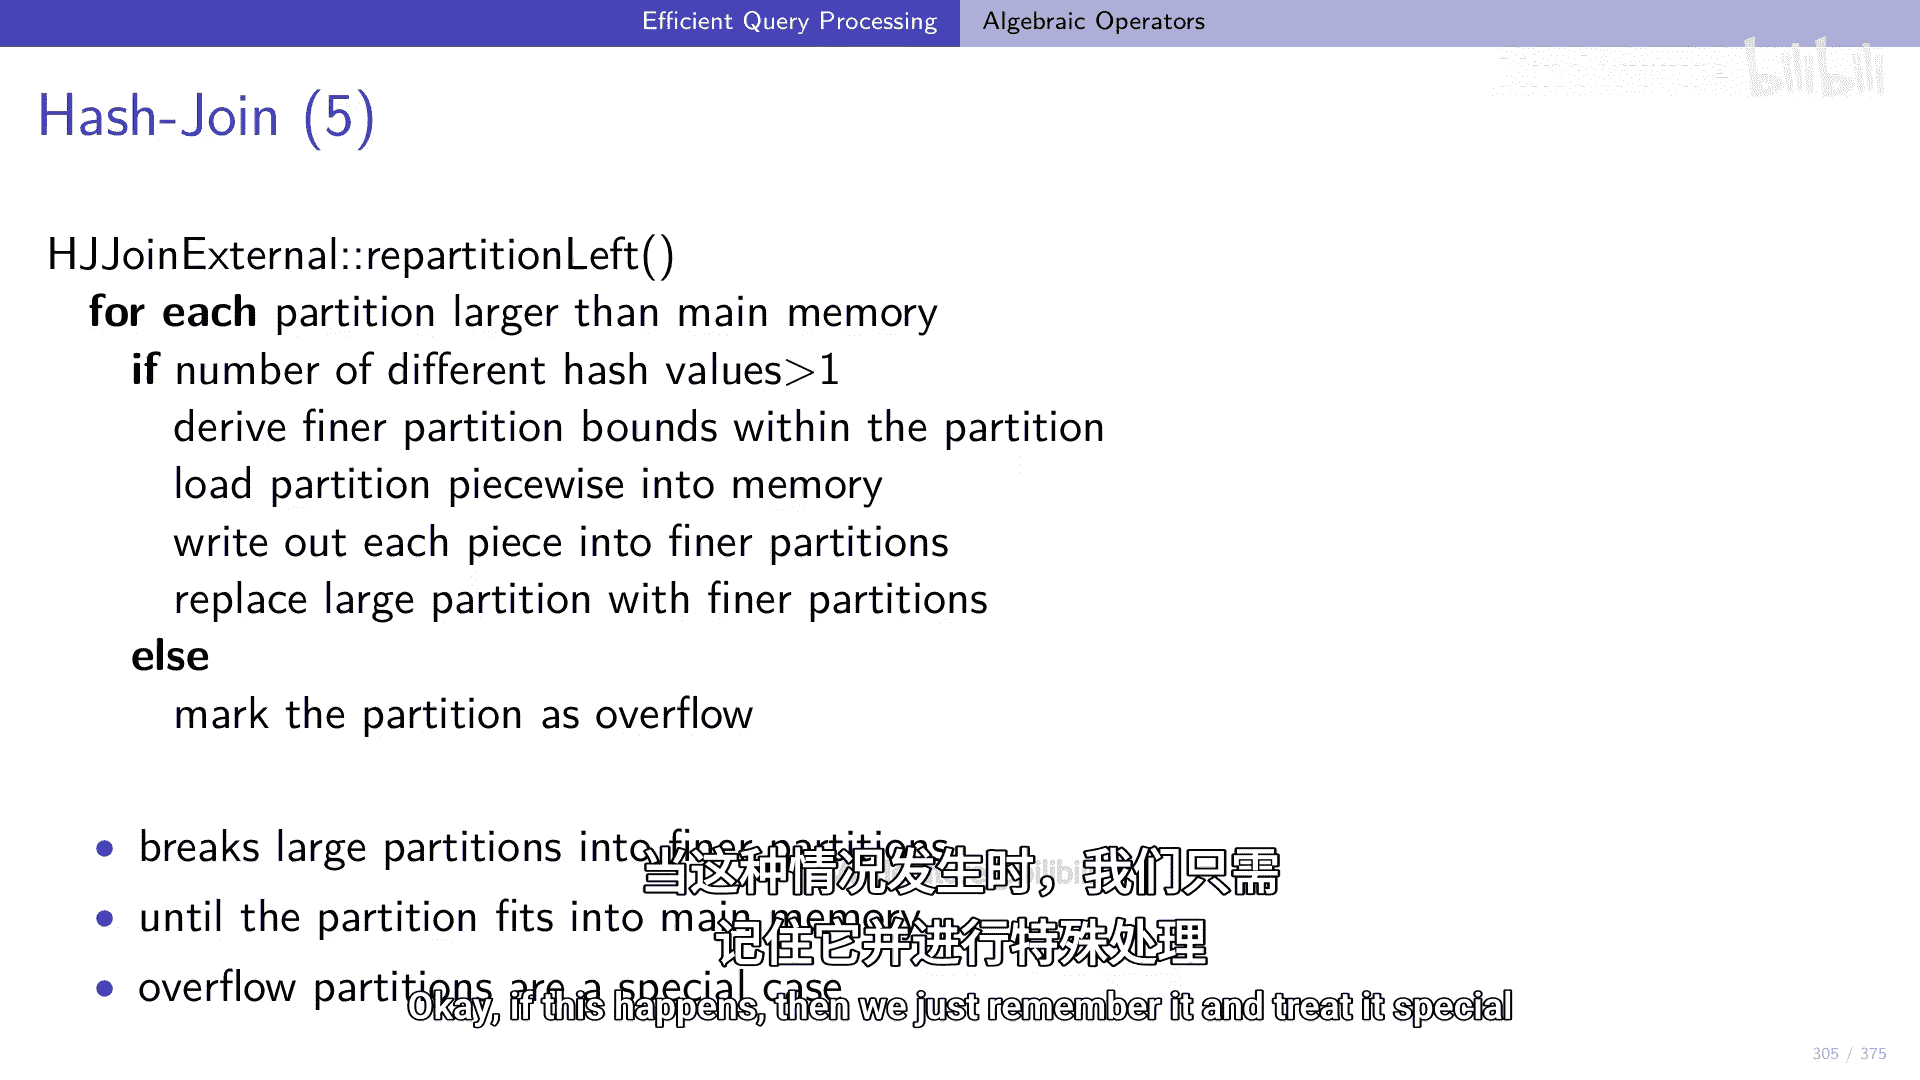 Efficient Query Processing
Algebraic Operators
bilibili
Hash-Join (5)
HJJoinExternal::repartitionLeft()
for each partition larger than main memory
if number of different hash values>1
derive finer partition bounds within the partition
load partition piecewise into memory
write out each piece into finer partitions
replace large partition with finer partitions
else
mark the partition as overflow
• breaks large partitions into finer partitions
• until the partition fits into main memory
• overflow partitions are a special case
当这种情况发生时，我们只需
记住它并进行特殊处理
Okay, if this happens, then we just remember it and treat it special
305 / 375